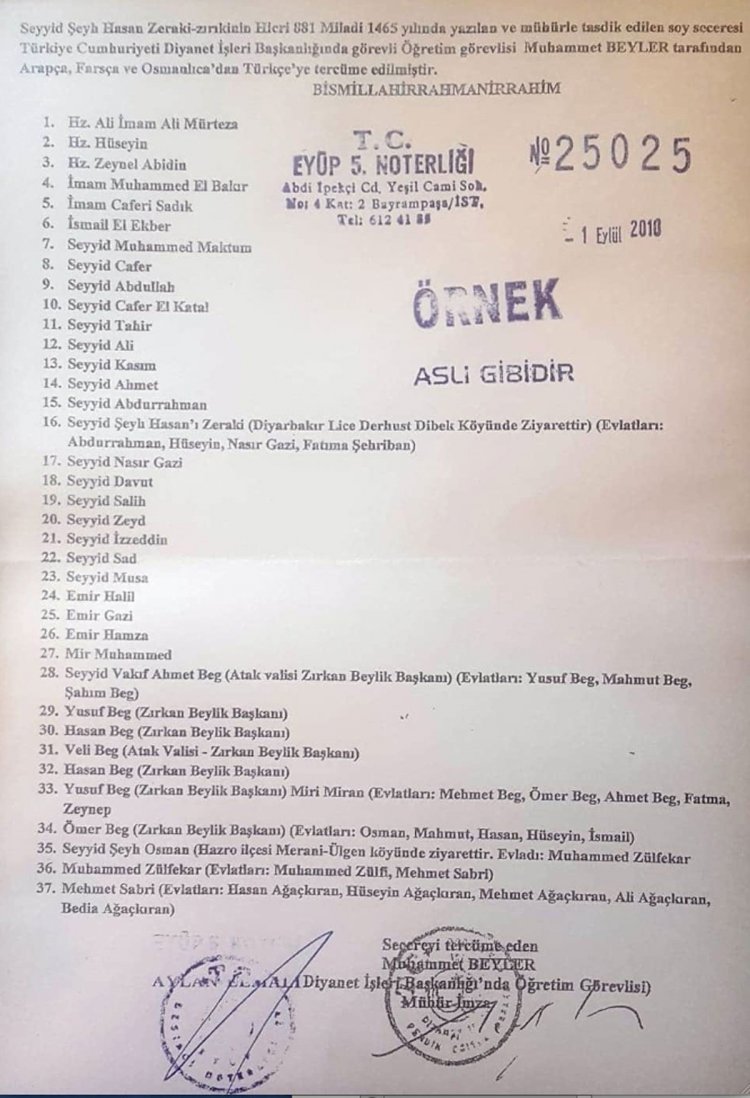 Seyyid Şeyh Hasan Zeraki-zırıkinin Hicri 881 Miladi 1465 yılında yazılan ve mühürle tasdik edilen soy seceresi
Türkiye Cumhuriyeti Diyanet İşleri Başkanlığında görevli Öğretim görevlisi Muhammet BEYLER tarafından
Arapça, Farsça ve Osmanlıca'dan Türkçe'ye tercüme edilmiştir.
BİSMİLLAHİRRAHMANİRRAHİM
1. Hz. Ali İmam Ali Mürteza
2. Hz. Hüseyin
3. Hz. Zeynel Abidin
4. İmam Muhammed El Bakır
5. İmam Caferi Sadık
6. İsmail El Ekber
7. Seyyid Muhammed Maktum
8. Seyyid Cafer
9. Seyyid Abdullah
10. Seyyid Cafer El Katal
11. Seyyid Tahir
12. Seyyid Ali
13. Seyyid Kasım
14. Seyyid Ahmet
15. Seyyid Abdurrahman
T.C.
EYÜP 5. NOTERLİĞİ
Abdi İpekçi Cd. Yeşil Cami Sok.
No: 4 Kat: 2 Bayrampaşa/İST.
Tel: 612 41 85
№ 25025
- 1 Eylül 2010
ÖRNEK
ASLI GİBİDİR
16. Seyyid Şeyh Hasan'ı Zeraki (Diyarbakır Lice Derhust Dibek Köyünde Ziyarettir) (Evlatları:
Abdurrahman, Hüseyin, Nasır Gazi, Fatıma Şehriban)
17. Seyyid Nasır Gazi
18. Seyyid Davut
19. Seyyid Salih
20. Seyyid Zeyd
21. Seyyid İzzeddin
22. Seyyid Sad
23. Seyyid Musa
24. Emir Halil
25. Emir Gazi
26. Emir Hamza
27. Mir Muhammed
28. Seyyid Vakıf Ahmet Beg (Atak valisi Zırkan Beylik Başkanı) (Evlatları: Yusuf Beg, Mahmut Beg,
Şahım Beg)
29. Yusuf Beg (Zırkan Beylik Başkanı)
30. Hasan Beg (Zırkan Beylik Başkanı)
31. Veli Beg (Atak Valisi - Zırkan Beylik Başkanı)
32. Hasan Beg (Zırkan Beylik Başkanı)
33. Yusuf Beg (Zırkan Beylik Başkanı) Miri Miran (Evlatları: Mehmet Beg, Ömer Beg, Ahmet Beg, Fatma,
Zeynep
34. Ömer Beg (Zırkan Beylik Başkanı) (Evlatları: Osman, Mahmut, Hasan, Hüseyin, İsmail)
35. Seyyid Şeyh Osman (Hazro ilçesi Merani-Ülgen köyünde ziyarettir. Evladı: Muhammed Zülfekar
36. Muhammed Zülfekar (Evlatları: Muhammed Zülfi, Mehmet Sabri)
37. Mehmet Sabri (Evlatları: Hasan Ağaçkıran, Hüseyin Ağaçkıran, Mehmet Ağaçkıran, Ali Ağaçkıran,
Bedia Ağaçkıran)
Secereyi tercüme eden
Muhammet BEYLER
Diyanet İşleri Başkanlığı'nda Öğretim Görevlisi)
Mühür-İmza